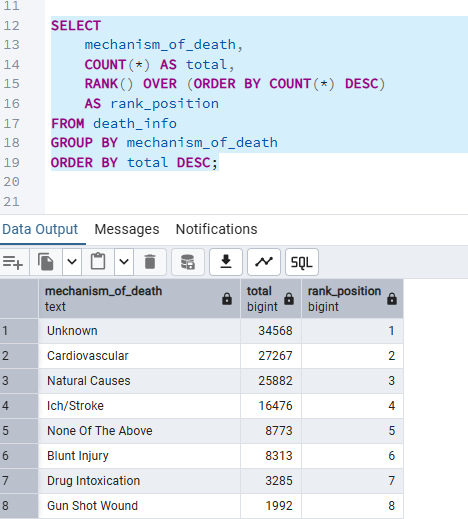 11
12 SELECT
13 mechanism_of_death,
14 COUNT(*) AS total,
15 RANK() OVER (ORDER BY COUNT(*) DESC)
16 AS rank_position
17 FROM death_info
18 GROUP BY mechanism_of_death
19 ORDER BY total DESC;
20
21
Data Output Messages Notifications
SQL
mechanism_of_death total rank_position
text bigint bigint
1 Unknown 34568 1
2 Cardiovascular 27267 2
3 Natural Causes 25882 3
4 Ich/Stroke 16476 4
5 None Of The Above 8773 5
6 Blunt Injury 8313 6
7 Drug Intoxication 3285 7
8 Gun Shot Wound 1992 8